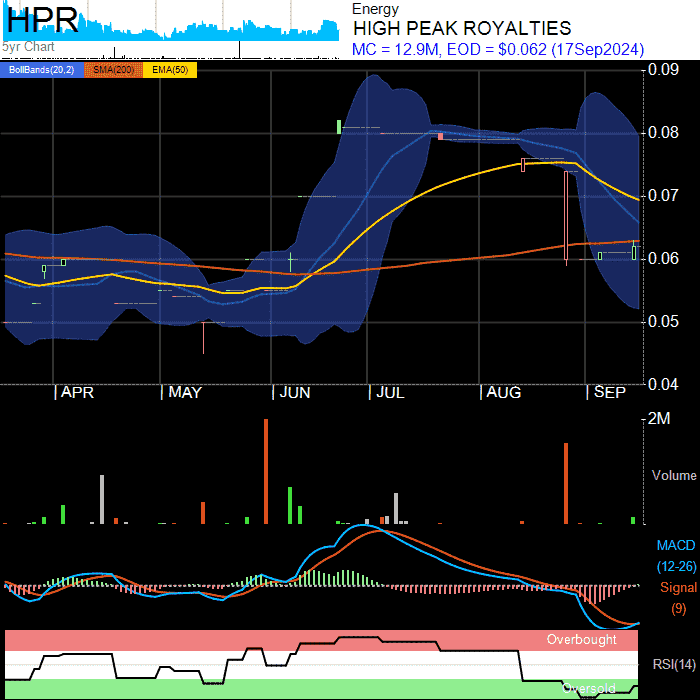 HPR
5yr Chart
Energy
HIGH PEAK ROYALTIES
MC = 12.9M, EOD = $0.062 (17Sep2024)
BollBands(20,2) SMA(200) EMA(50)
0.09
0.08
0.07
0.06
0.05
0.04
APR MAY JUN JUL AUG SEP
2M
Volume
MACD
(12-26)
Signal
(9)
Overbought
RSI(14)
Oversold